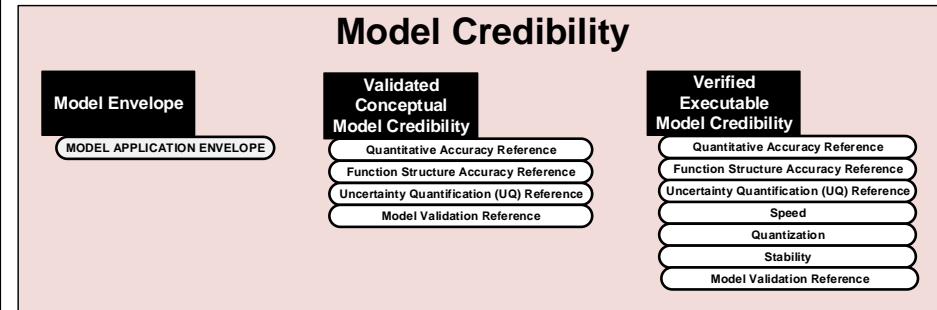 Model Credibility
Model Envelope
MODEL APPLICATION ENVELOPE
Validated
Conceptual
Model Credibility
Quantitative Accuracy Reference
Function Structure Accuracy Reference
Uncertainty Quantification (UQ) Reference
Model Validation Reference
Verified
Executable
Model Credibility
Quantitative Accuracy Reference
Function Structure Accuracy Reference
Uncertainty Quantification (UQ) Reference
Speed
Quantization
Stability
Model Validation Reference